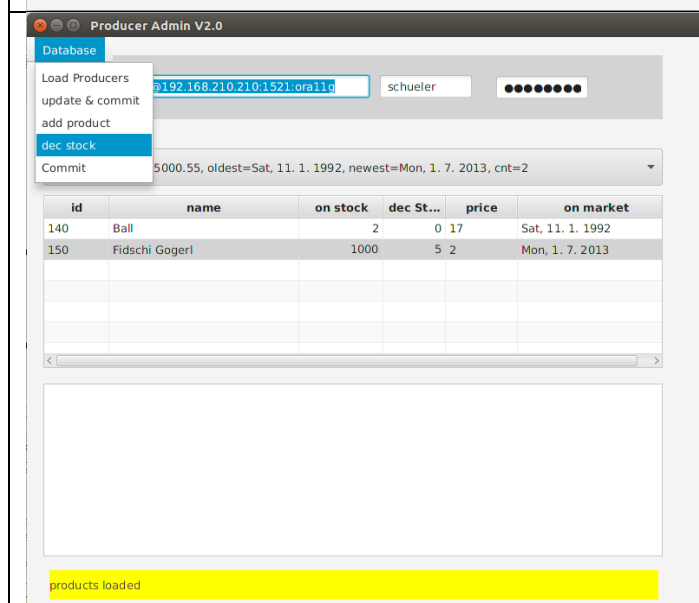 Producer Admin V2.0
Database
Load Producers
update & commit
add product
dec stock
Commit
@192.168.210.210:1521:ora11g
schueler
●●●●●●●●
5000.55, oldest=Sat, 11. 1. 1992, newest=Mon, 1. 7. 2013, cnt=2
id name on stock dec St... price on market
140 Ball 2 0 17 Sat, 11. 1. 1992
150 Fidschi Gogerl 1000 5 2 Mon, 1. 7. 2013
products loaded